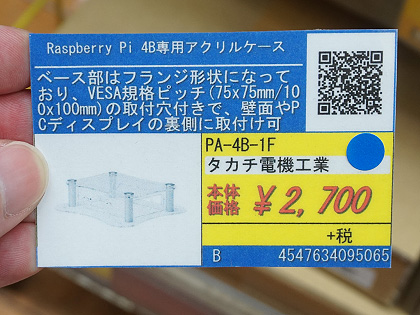 Raspberry Pi 4B専用アクリルケース
ベース部はフランジ形状になって
おり、VESA規格ピッチ(75x75mm/10
0x100mm)の取付穴付きで、壁面やP
Cディスプレイの裏側に取付け可
PA-4B-1F
タカチ電機工業
本体
価格 ¥2,700
+税
B 4547634095065